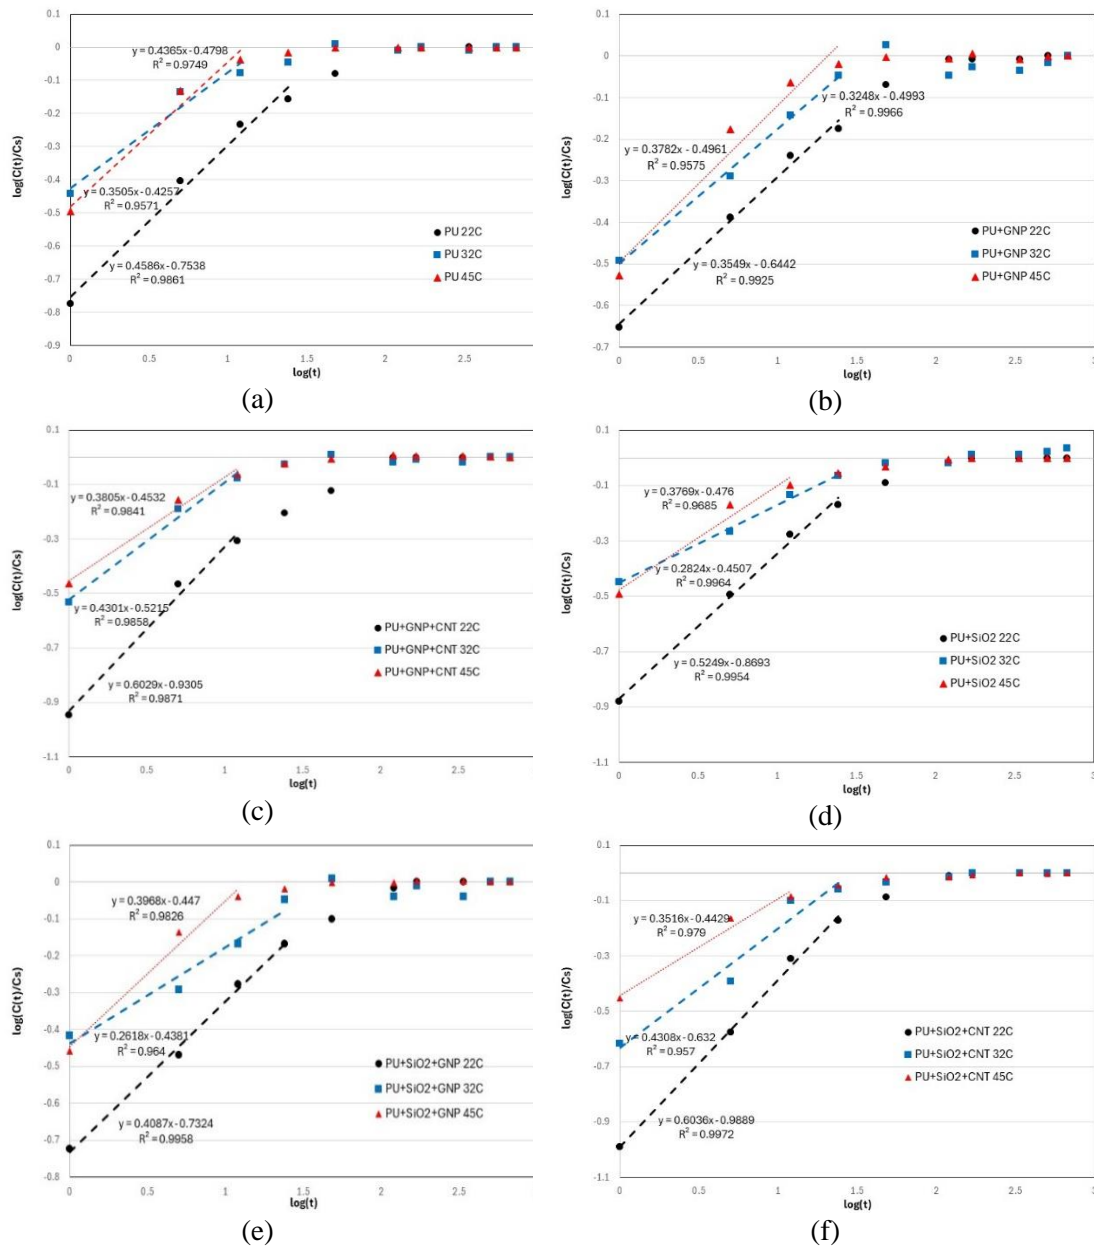 0.1
0
-0.1
-0.2
-0.3
-0.4
-0.5
-0.6
-0.7
-0.8
-0.9
log(C(t)/Cs)
y = 0.4365x - 0.4798
R² = 0.9749
y = 0.3505x - 0.4257
R² = 0.9571
y = 0.4586x - 0.7538
R² = 0.9861
PU 22C
PU 32C
PU 45C
0 0.5 1 1.5 2 2.5
log(t)
(a)
0.1
0
-0.1
-0.2
-0.3
-0.4
-0.5
-0.6
-0.7
log(C(t)/Cs)
y = 0.3248x - 0.4993
R² = 0.9966
y = 0.3782x - 0.4961
R² = 0.9575
y = 0.3549x - 0.6442
R² = 0.9925
PU+GNP 22C
PU+GNP 32C
PU+GNP 45C
0 0.5 1 1.5 2 2.5 3
log(t)
(b)
0.1
-0.1
-0.3
-0.5
-0.7
-0.9
-1.1
log(C(t)/Cs)
y = 0.3805x - 0.4532
R² = 0.9841
y = 0.4301x - 0.5215
R² = 0.9858
y = 0.6029x - 0.9305
R² = 0.9871
PU+GNP+CNT 22C
PU+GNP+CNT 32C
PU+GNP+CNT 45C
0 0.5 1 1.5 2 2.5
log(t)
(c)
0.1
-0.1
-0.3
-0.5
-0.7
-0.9
-1.1
log(C(t)/Cs)
y = 0.3769x - 0.476
R² = 0.9685
y = 0.2824x - 0.4507
R² = 0.9964
y = 0.5249x - 0.8693
R² = 0.9954
PU+SiO2 22C
PU+SiO2 32C
PU+SiO2 45C
0 0.5 1 1.5 2 2.5 3
log(t)
(d)
0.1
0
-0.1
-0.2
-0.3
-0.4
-0.5
-0.6
-0.7
-0.8
log(C(t)/Cs)
y = 0.3968x - 0.447
R² = 0.9826
y = 0.2618x - 0.4381
R² = 0.964
y = 0.4087x - 0.7324
R² = 0.9958
PU+SiO2+GNP 22C
PU+SiO2+GNP 32C
PU+SiO2+GNP 45C
0 0.5 1 1.5 2 2.5
log(t)
(e)
0.1
-0.1
-0.3
-0.5
-0.7
-0.9
-1.1
log(C(t)/Cs)
y = 0.3516x - 0.4429
R² = 0.979
y = 0.4308x - 0.632
R² = 0.957
y = 0.6036x - 0.9889
R² = 0.9972
PU+SiO2+CNT 22C
PU+SiO2+CNT 32C
PU+SiO2+CNT 45C
0 0.5 1 1.5 2 2.5 3
log(t)
(f)